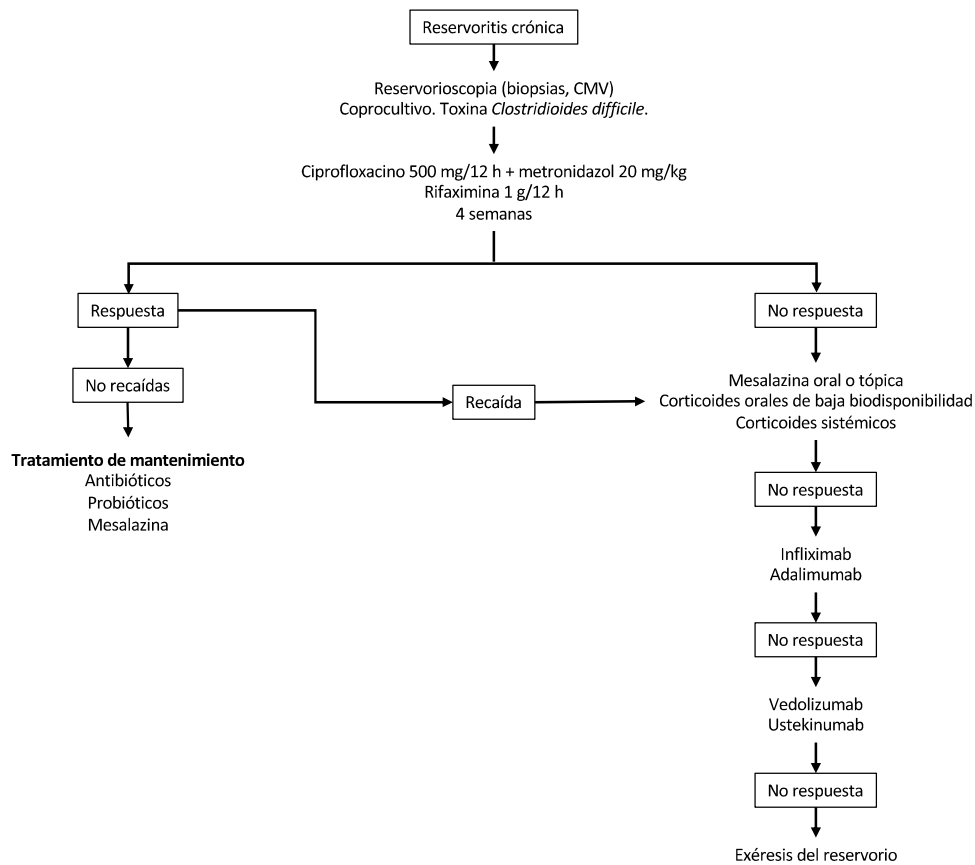 Reservoritis crónica
Reservorioscopia (biopsias, CMV)
Coprocultivo. Toxina Clostridioides difficile.
Ciprofloxacino 500 mg/12 h + metronidazol 20 mg/kg
Rifaximina 1 g/12 h
4 semanas
Respuesta
No respuesta
No recaídas
Recaída
Mesalazina oral o tópica
Corticoides orales de baja biodisponibilidad
Corticoides sistémicos
Tratamiento de mantenimiento
Antibióticos
Probióticos
Mesalazina
No respuesta
Infliximab
Adalimumab
No respuesta
Vedolizumab
Ustekinumab
No respuesta
Exéresis del reservorio